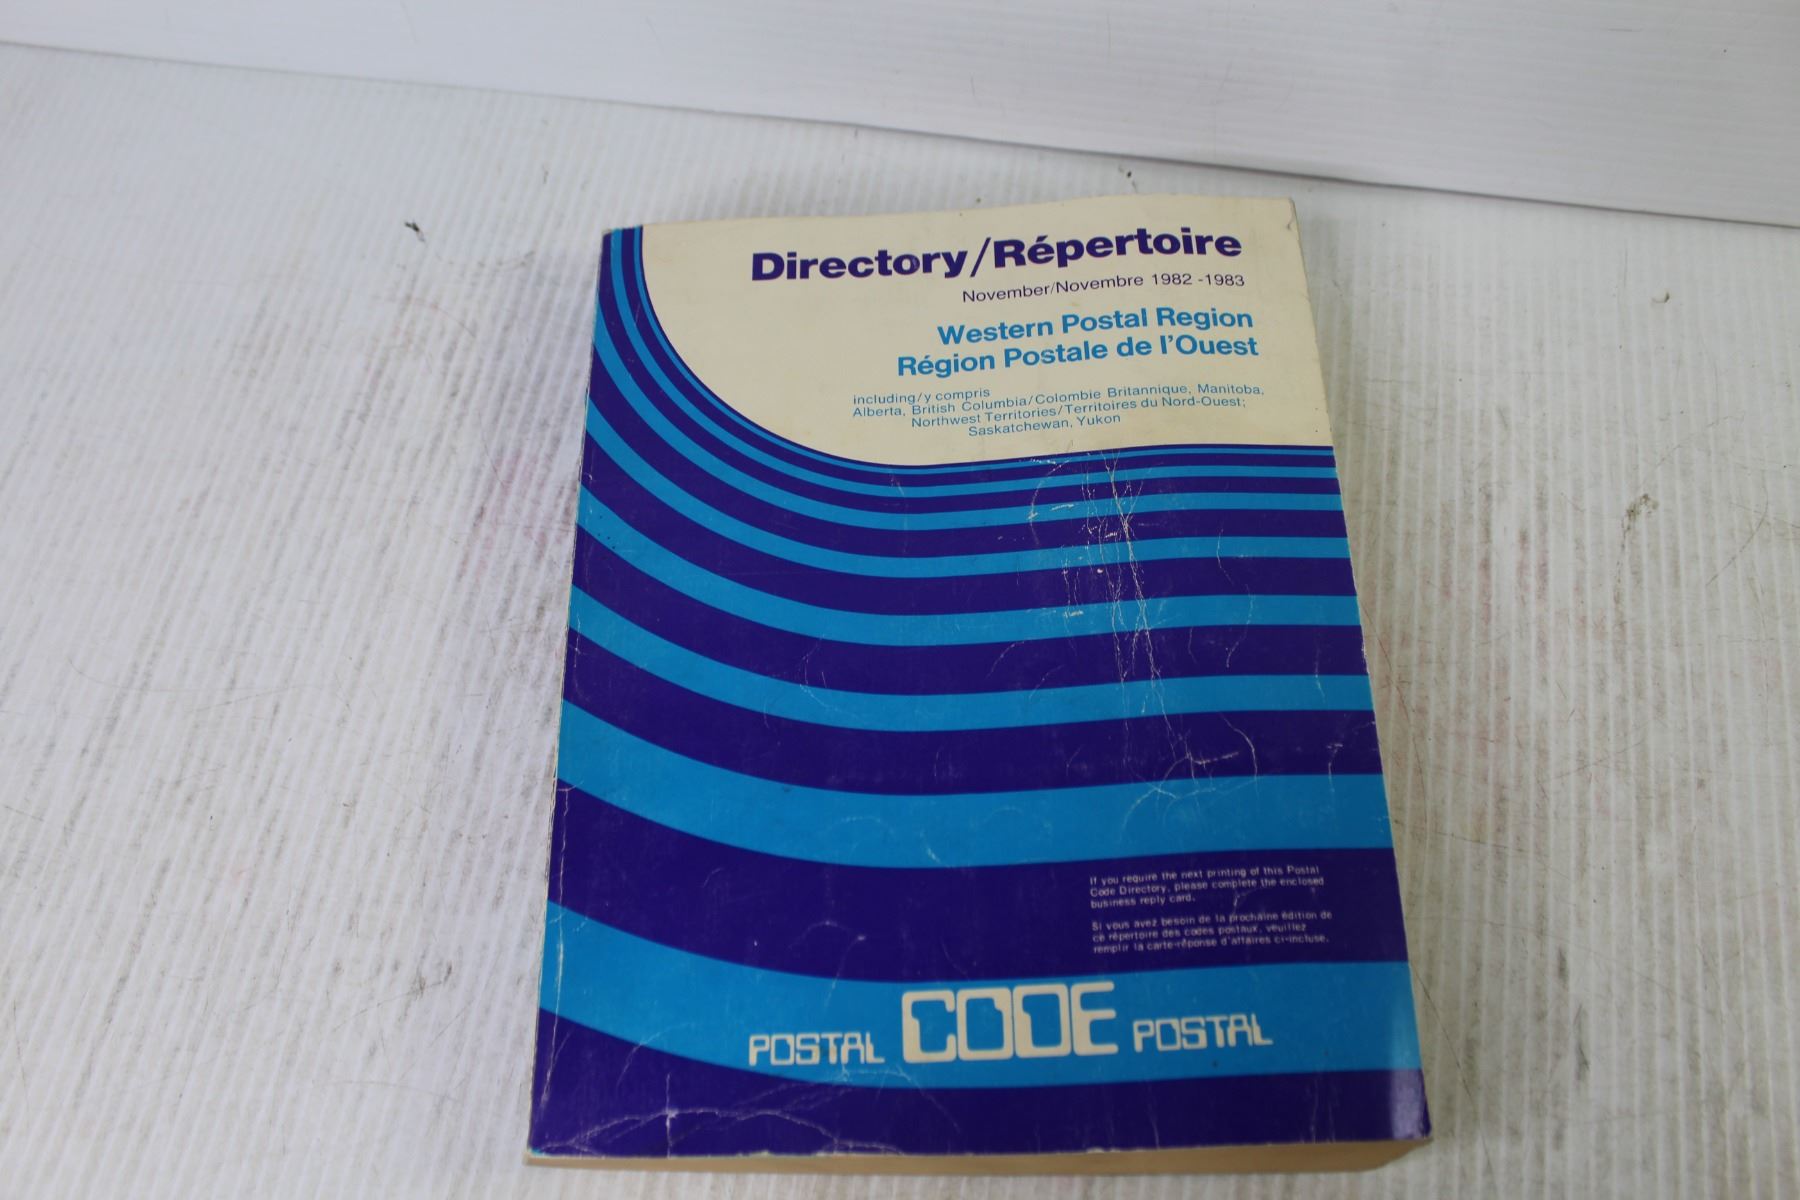 Directory/Répertoire
November/Novembre 1982 -1983
Western Postal Region
Région Postale de l'Ouest
including/y compris
Alberta, British Columbia/Colombie Britannique, Manitoba,
Northwest Territories/Territoires du Nord-Ouest;
Saskatchewan, Yukon
If you require the next printing of this Postal
Code Directory, please complete the enclosed
business reply card.
Si vous avez besoin de la prochaine édition de
ce répertoire des codes postaux, veuillez
remplir la carte-réponse d'affaires ci-incluse.
POSTAL CODE POSTAL